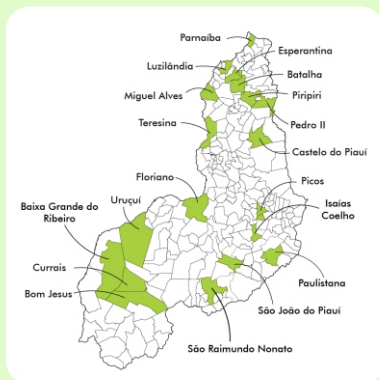 Parnaíba
Esperantina
Luzilândia
Batalha
Miguel Alves
Piripiri
Teresina
Pedro II
Castelo do Piauí
Floriano
Picos
Uruçuí
Isaías
Coelho
Baixa Grande do
Ribeiro
Currais
Paulistana
Bom Jesus
São João do Piauí
São Raimundo Nonato